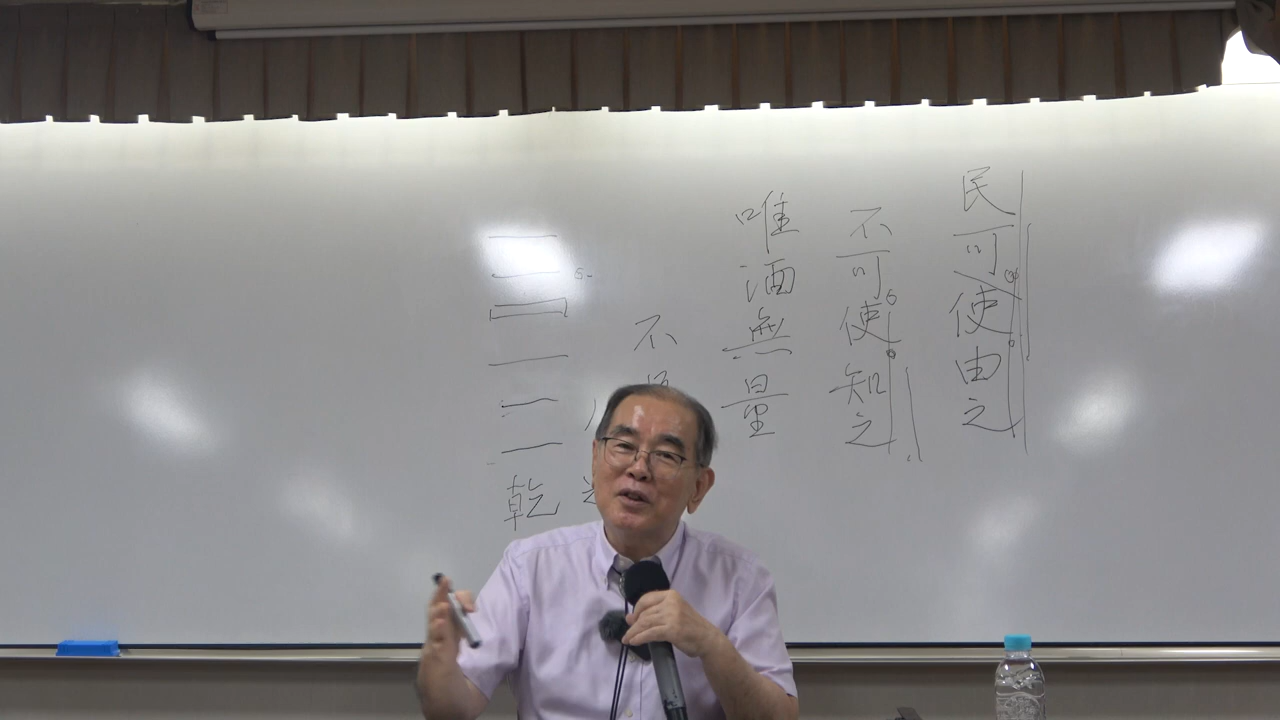 民可使由之
不可使知之
唯酒無量
不
乾